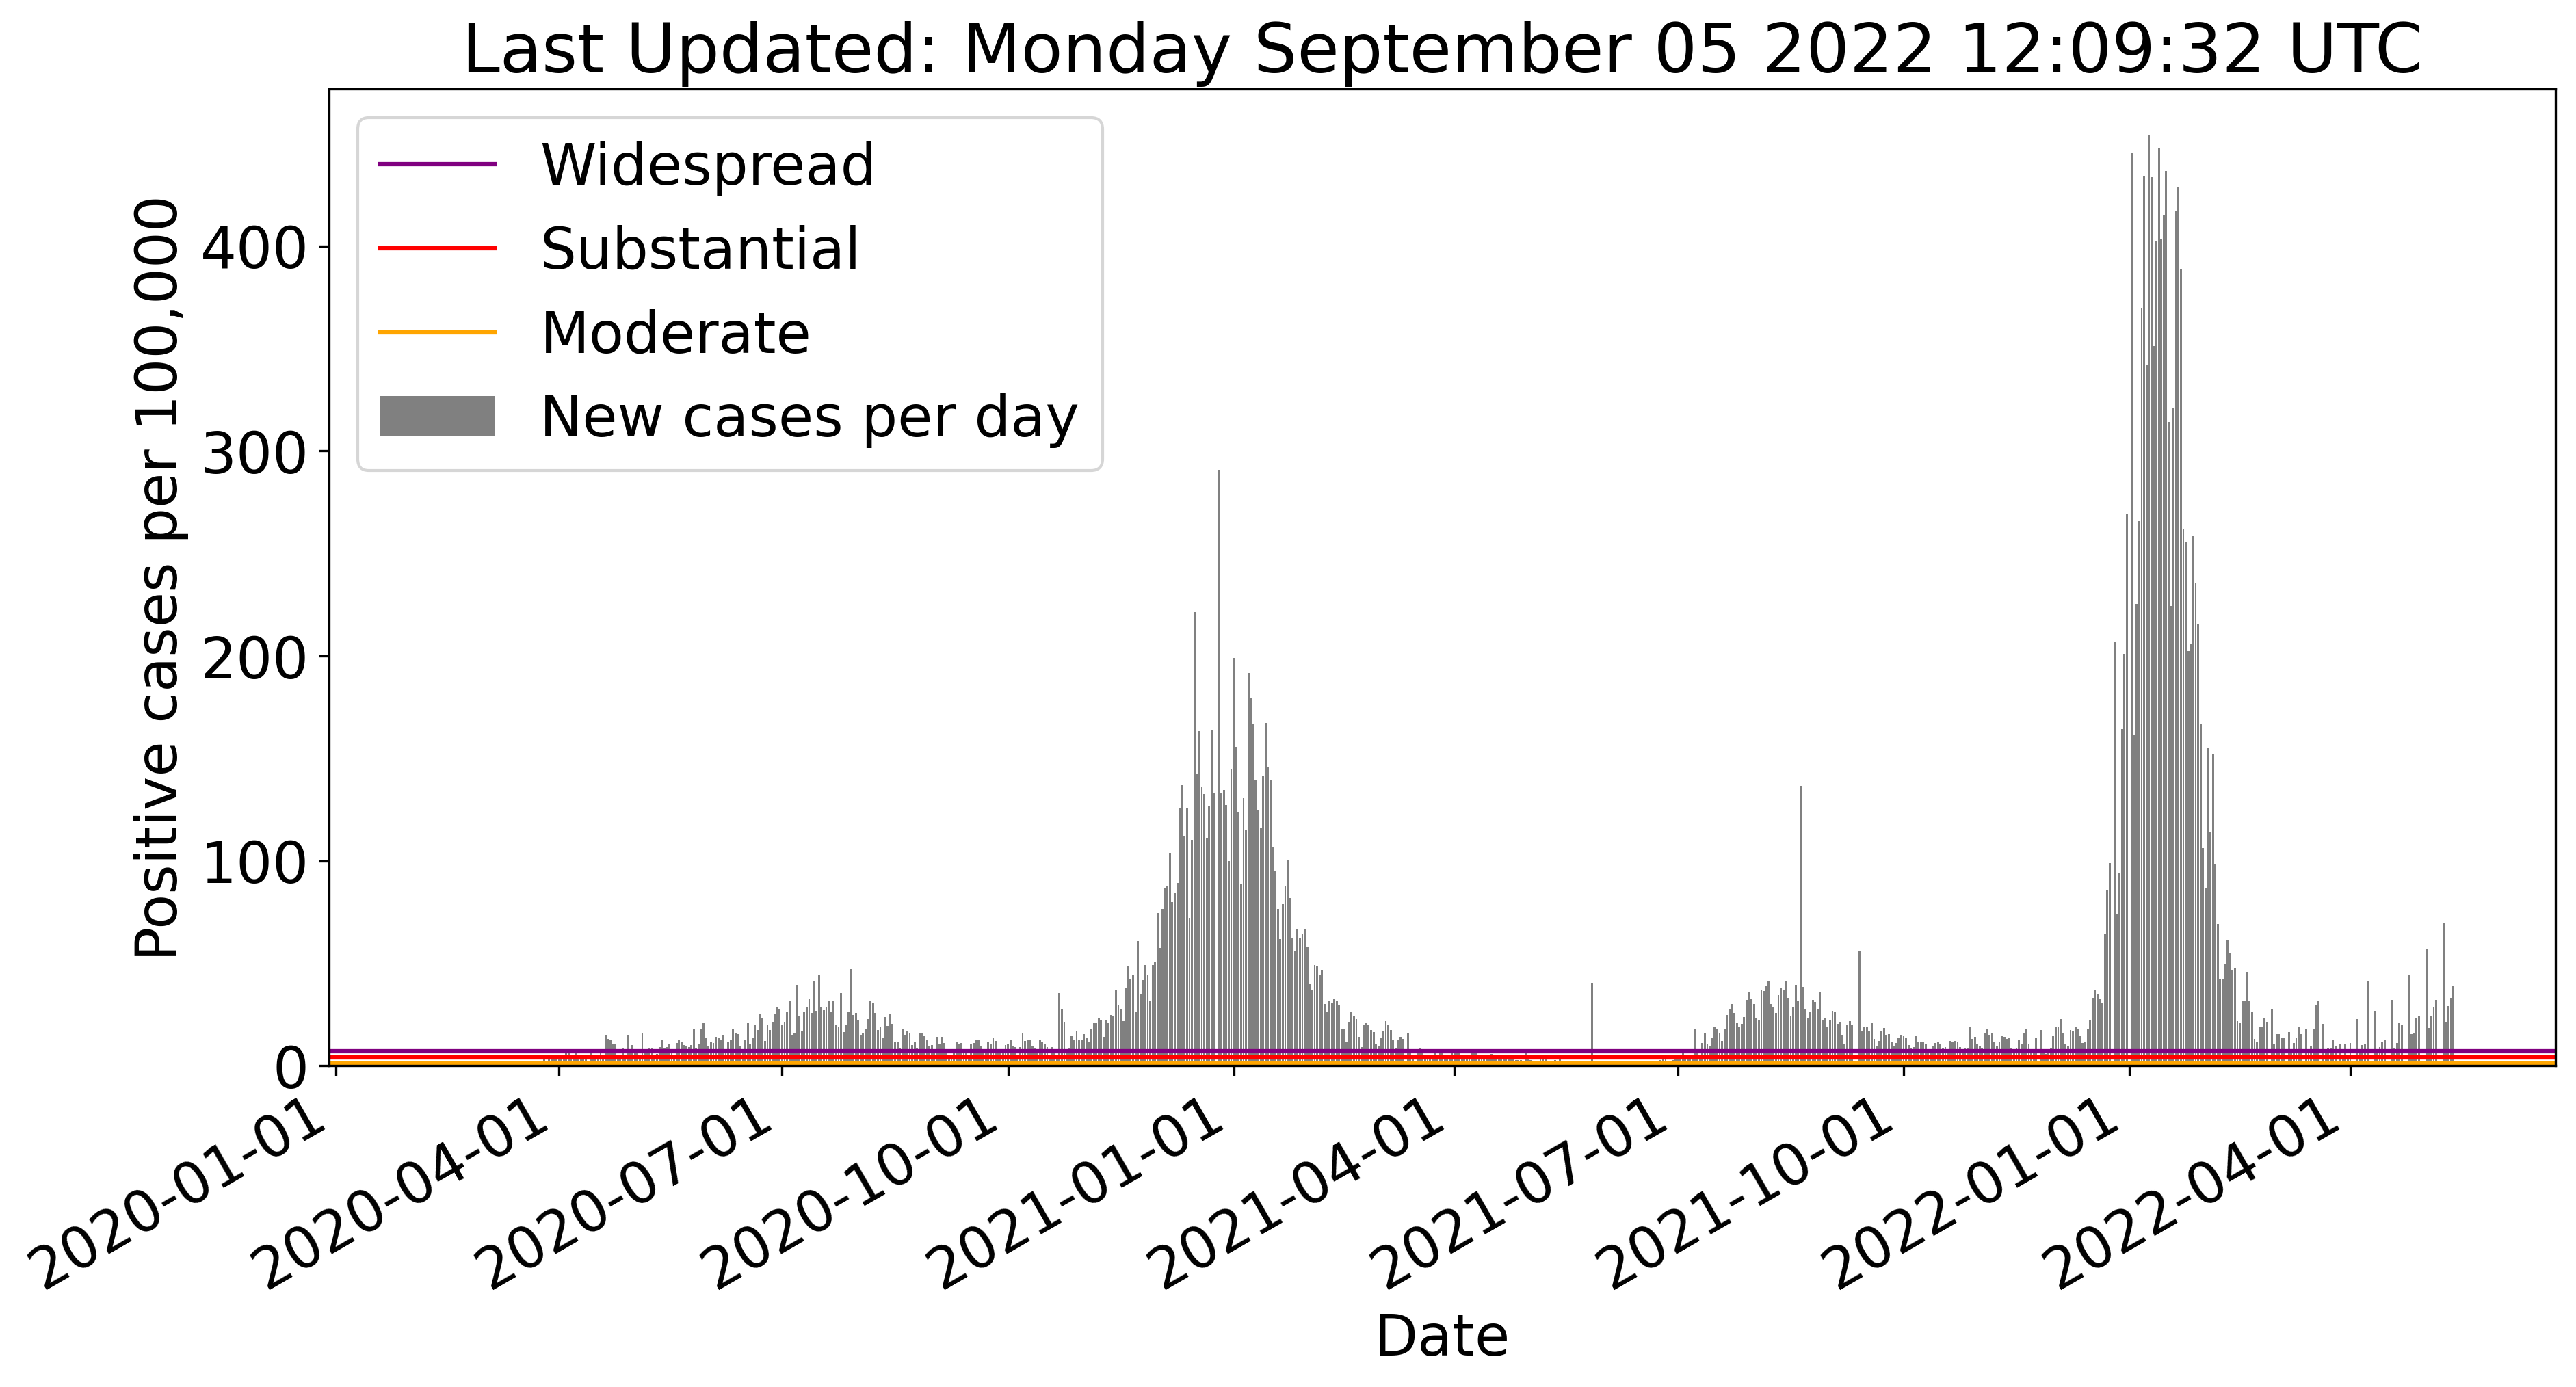 Last Updated: Monday September 05 2022 12:09:32 UTC
Widespread
Substantial
Moderate
New cases per day
Positive cases per 100,000
400
300
200
100
0
2020-01-01
2020-04-01
2020-07-01
2020-10-01
2021-01-01
2021-04-01
2021-07-01
2021-10-01
2022-01-01
2022-04-01
Date